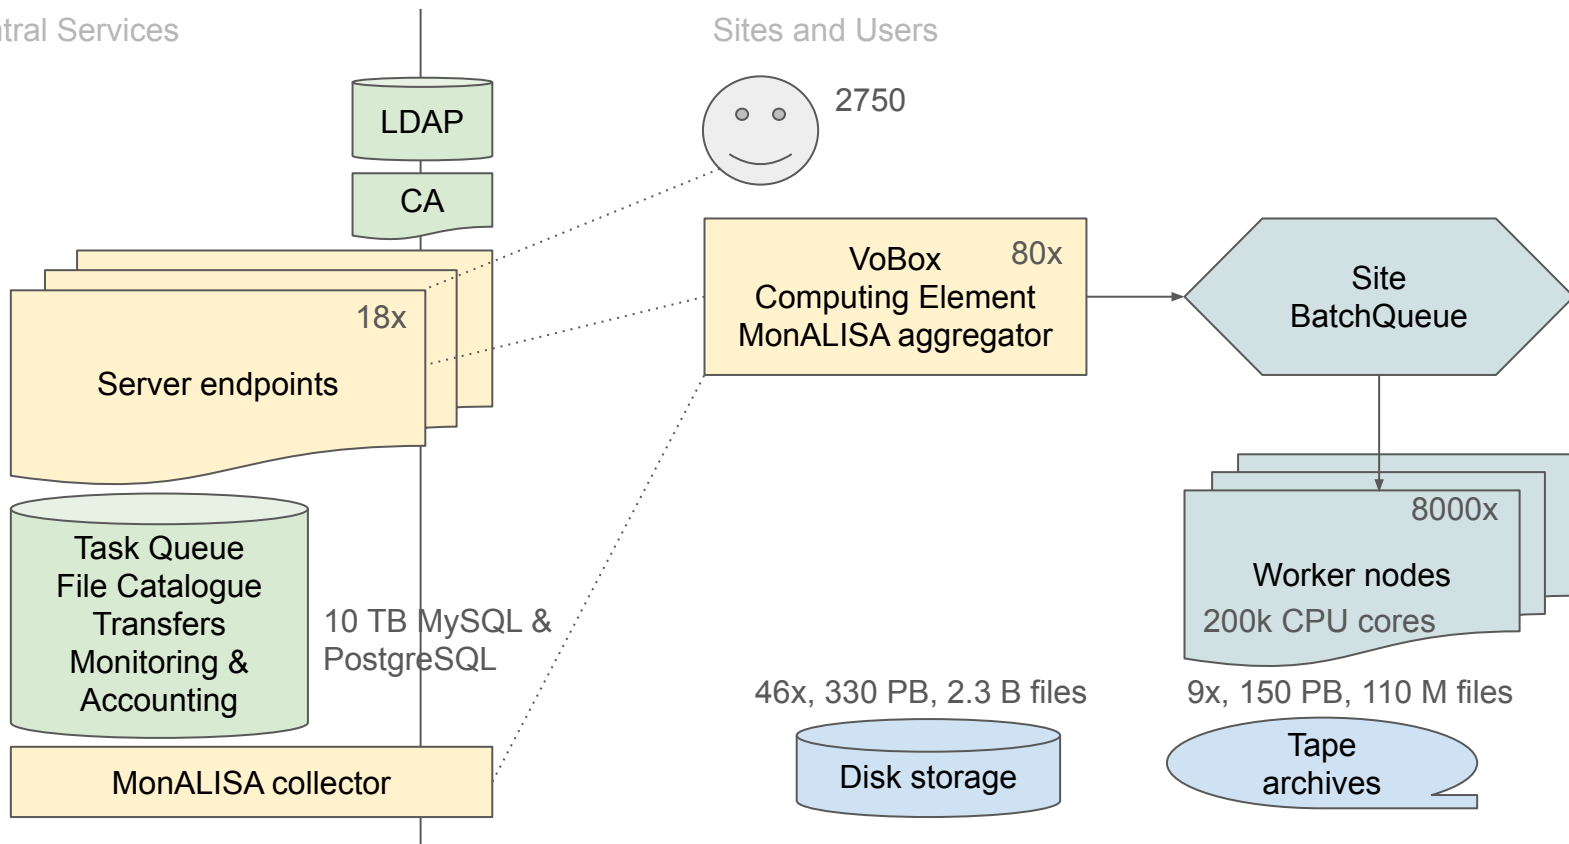 ntral Services
Sites and Users
LDAP
CA
2750
18x
Server endpoints
VoBox
80x
Computing Element
MonALISA aggregator
Site
BatchQueue
8000x
Worker nodes
200k CPU cores
Task Queue
File Catalogue
Transfers
Monitoring &
Accounting
10 TB MySQL &
PostgreSQL
46x, 330 PB, 2.3 B files
Disk storage
9x, 150 PB, 110 M files
Tape
archives
MonALISA collector